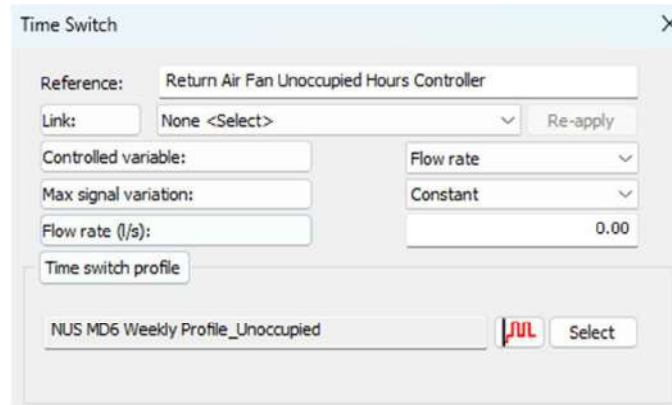 Time Switch
Reference: Return Air Fan Unoccupied Hours Controller
Link: None <Select> Re-apply
Controlled variable: Flow rate
Max signal variation: Constant
Flow rate (l/s): 0.00
Time switch profile
NUS MD6 Weekly Profile_Unoccupied Select